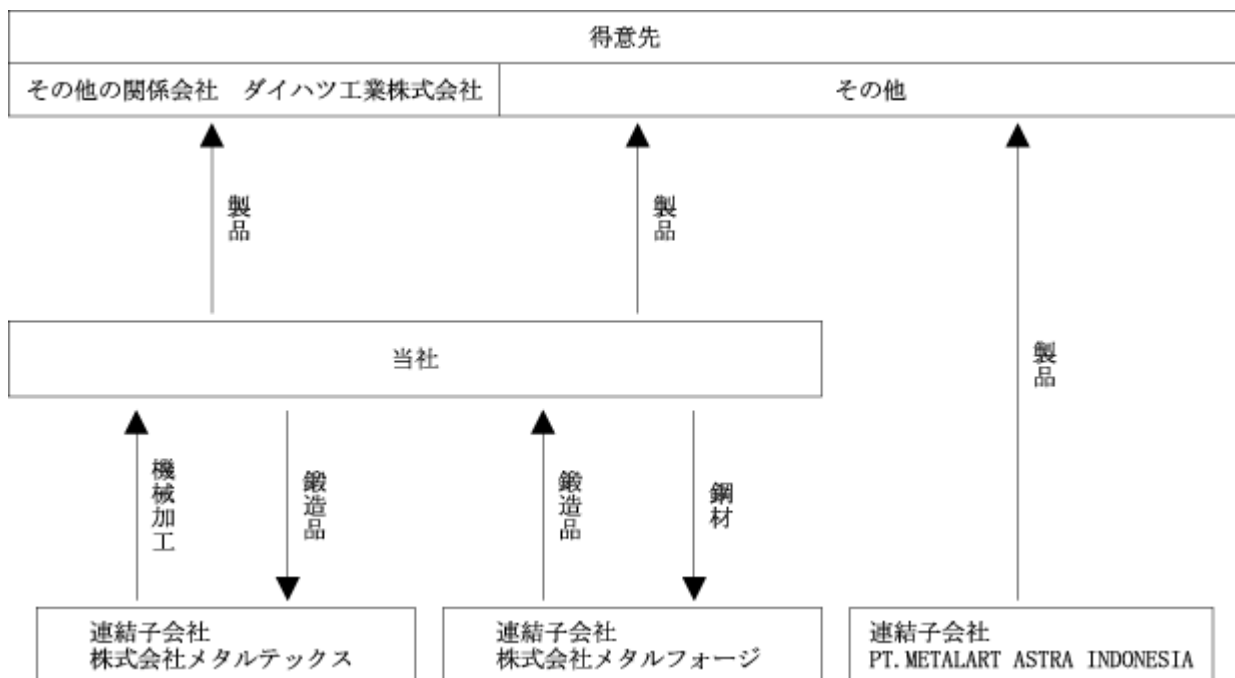 得意先
その他の関係会社　ダイハツ工業株式会社
その他
製品
製品
製品
当社
機械加工
鍛造品
鍛造品
鋼材
連結子会社
株式会社メタルテックス
連結子会社
株式会社メタルフォージ
連結子会社
PT.METALART ASTRA INDONESIA